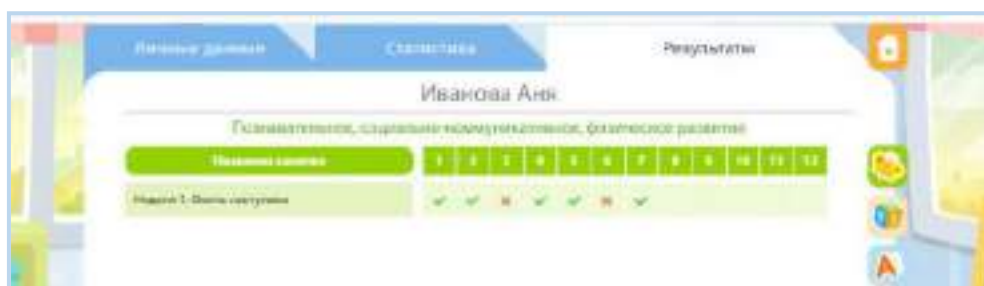 Личные данные Статистика Результаты
Иванова Аня
Познавательное, социально-коммуникативное, физическое развитие
Название занятия 1 2 3 4 5 6 7 8 9 10 11 12
Неделя 1. Осень наступила